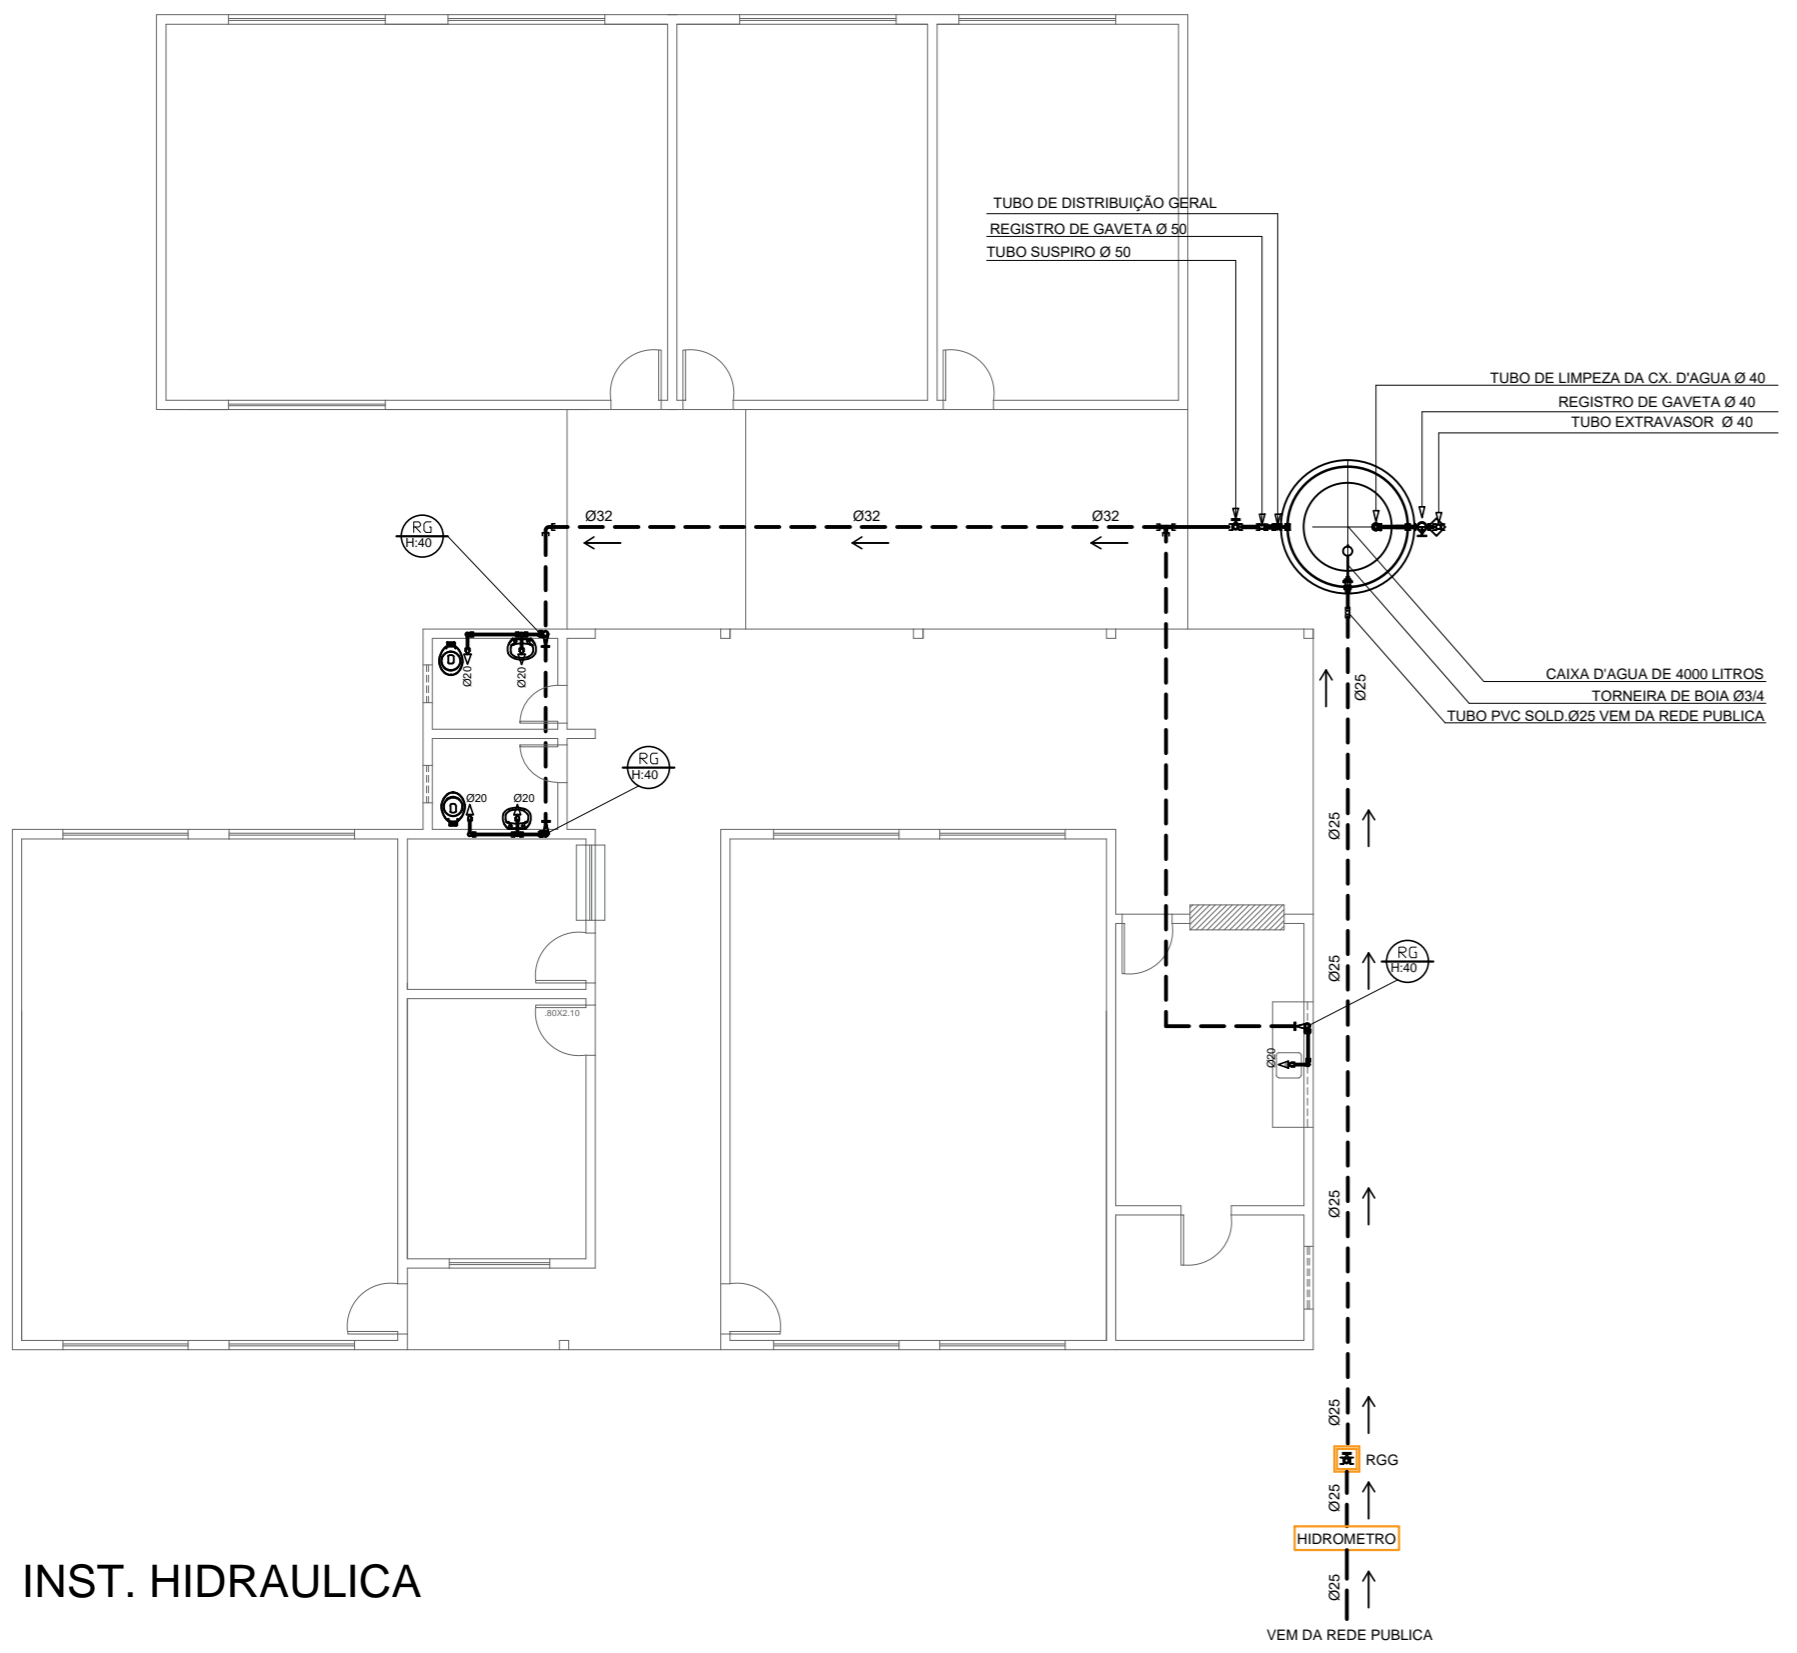 TUBO DE DISTRIBUIÇÃO GERAL
REGISTRO DE GAVETA Ø 50
TUBO SUSPIRO Ø 50
TUBO DE LIMPEZA DA CX. D'AGUA Ø 40
REGISTRO DE GAVETA Ø 40
TUBO EXTRAVASOR Ø 40
Ø32
Ø32
Ø32
RG
H:40
Ø20
Ø20
CAIXA D'AGUA DE 4000 LITROS
TORNEIRA DE BOIA Ø3/4
TUBO PVC SOLD.Ø25 VEM DA REDE PUBLICA
Ø25
RG
H:40
Ø20
Ø20
Ø25
RG
H:40
Ø25
.80X2.10
Ø20
Ø25
Ø25
RGG
Ø25
HIDROMETRO
Ø25
VEM DA REDE PUBLICA
INST. HIDRAULICA